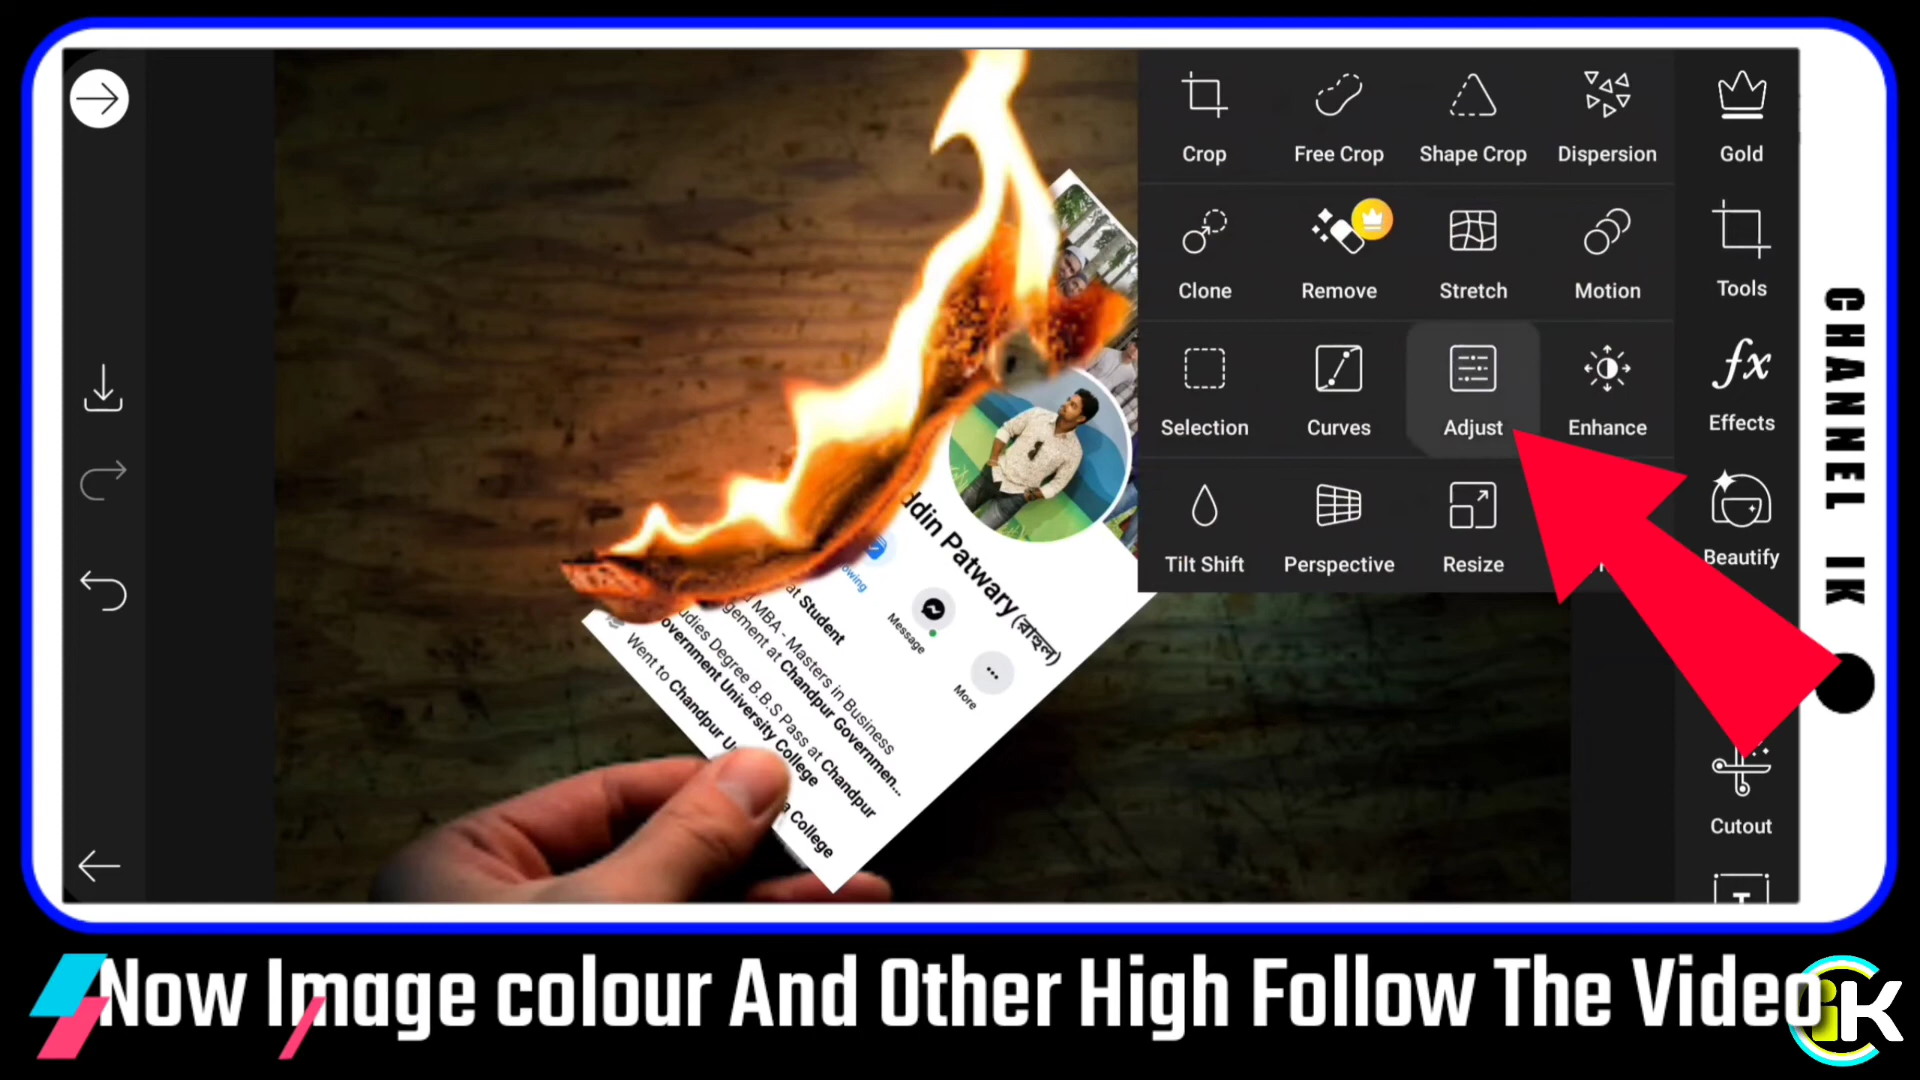 Crop
Free Crop
Shape Crop
Dispersion
Gold
Clone
Remove
Stretch
Motion
Tools
Selection
Curves
Adjust
Enhance
Effects
Tilt Shift
Perspective
Resize
Beautify
Cutout
T
CHANNEL IK
ddin Patwary (রাহুল)
Message
More
at Student
MBA - Masters in Business
gement at Chandpur Governmen...
udies Degree B.B.S Pass at Chandpur
overnment University College
Went to Chandpur
College
Now Image colour And Other High Follow The Video
iK